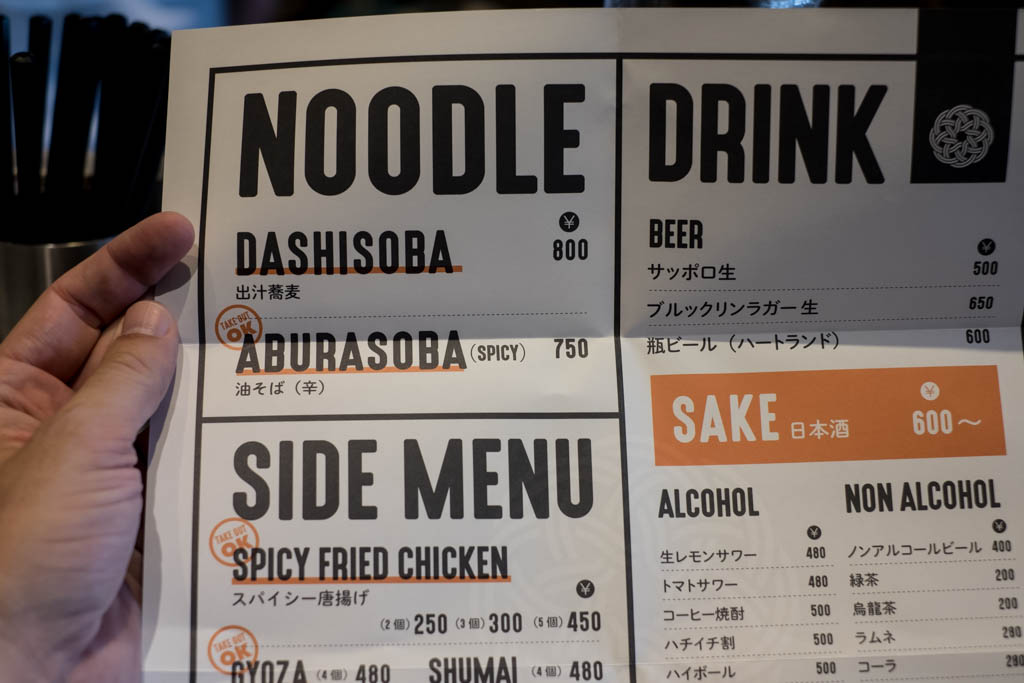 NOODLE
¥
DASHISOBA 800
出汁蕎麦
TAKE OUT
OK
ABURASOBA (SPICY) 750
油そば（辛）
SIDE MENU
TAKE OUT
OK
SPICY FRIED CHICKEN
スパイシー唐揚げ
¥
(2個) 250 (3個) 300 (5個) 450
TAKE OUT
OK
GYOZA (4個) 480 SHUMAI (4個) 480
DRINK
BEER
¥
サッポロ生 500
ブルックリンラガー 生 650
瓶ビール（ハートランド） 600
SAKE 日本酒 ¥ 600〜
ALCOHOL
¥
生レモンサワー 480
トマトサワー 480
コーヒー焼酎 500
ハチイチ割 500
ハイボール 500
NON ALCOHOL
¥
ノンアルコールビール 400
緑茶 200
烏龍茶 200
ラムネ 280
コーラ 280